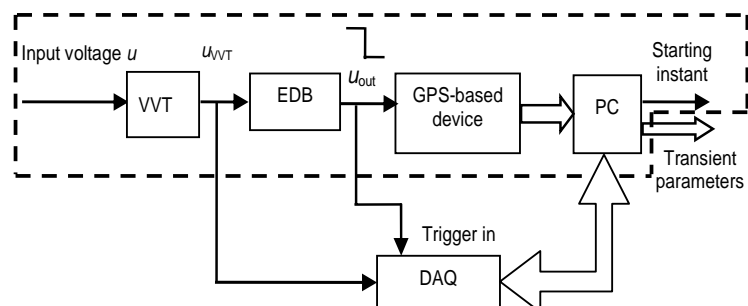 Input voltage u
uVVT
VVT
EDB
uout
GPS-based
device
PC
Starting
instant
Transient
parameters
Trigger in
DAQ